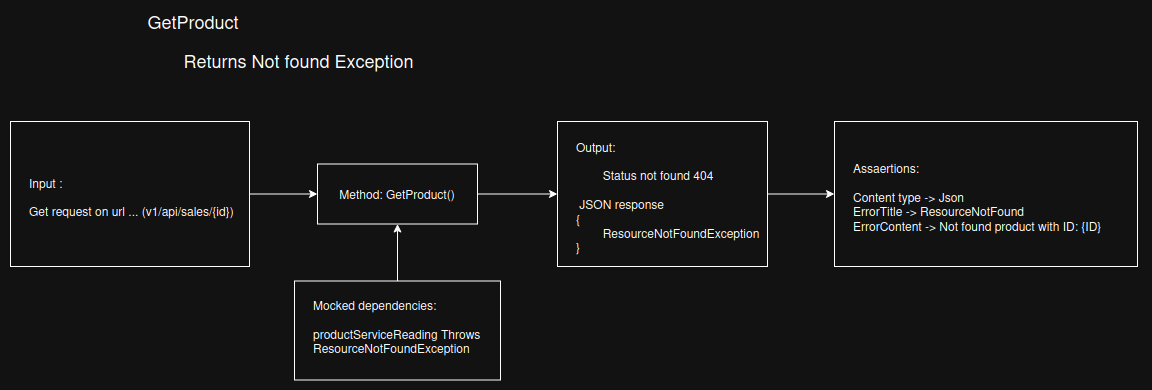 GetProduct
Returns Not found Exception
Input :
Get request on url ... (v1/api/sales/{id})
Method: GetProduct()
Mocked dependencies:
productServiceReading Throws
ResourceNotFoundException
Output:
Status not found 404
JSON response
{
ResourceNotFoundException
}
Assaertions:
Content type -> Json
ErrorTitle -> ResourceNotFound
ErrorContent -> Not found product with ID: {ID}